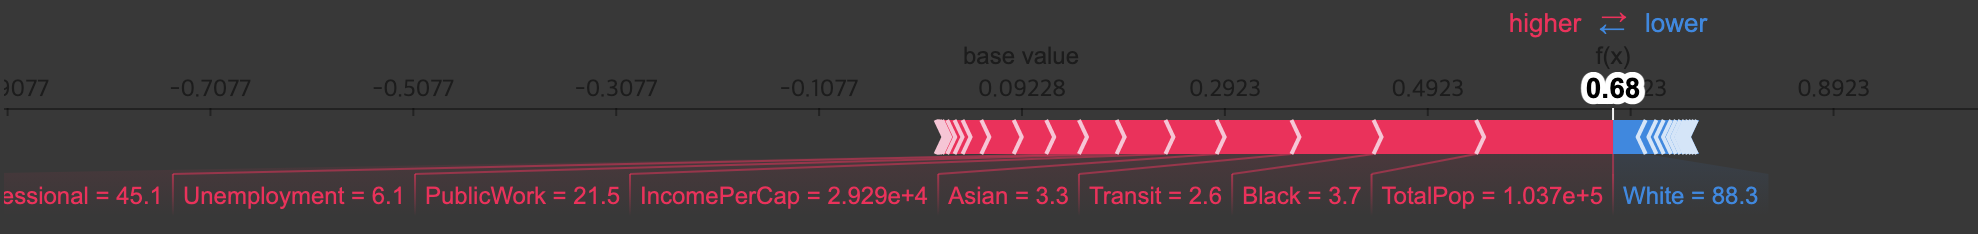 higher ⇄ lower
base value f(x)
9077 -0.7077 -0.5077 -0.3077 -0.1077 0.09228 0.2923 0.4923 0.68 23 0.8923
essional = 45.1 Unemployment = 6.1 PublicWork = 21.5 IncomePerCap = 2.929e+4 Asian = 3.3 Transit = 2.6 Black = 3.7 TotalPop = 1.037e+5 White = 88.3